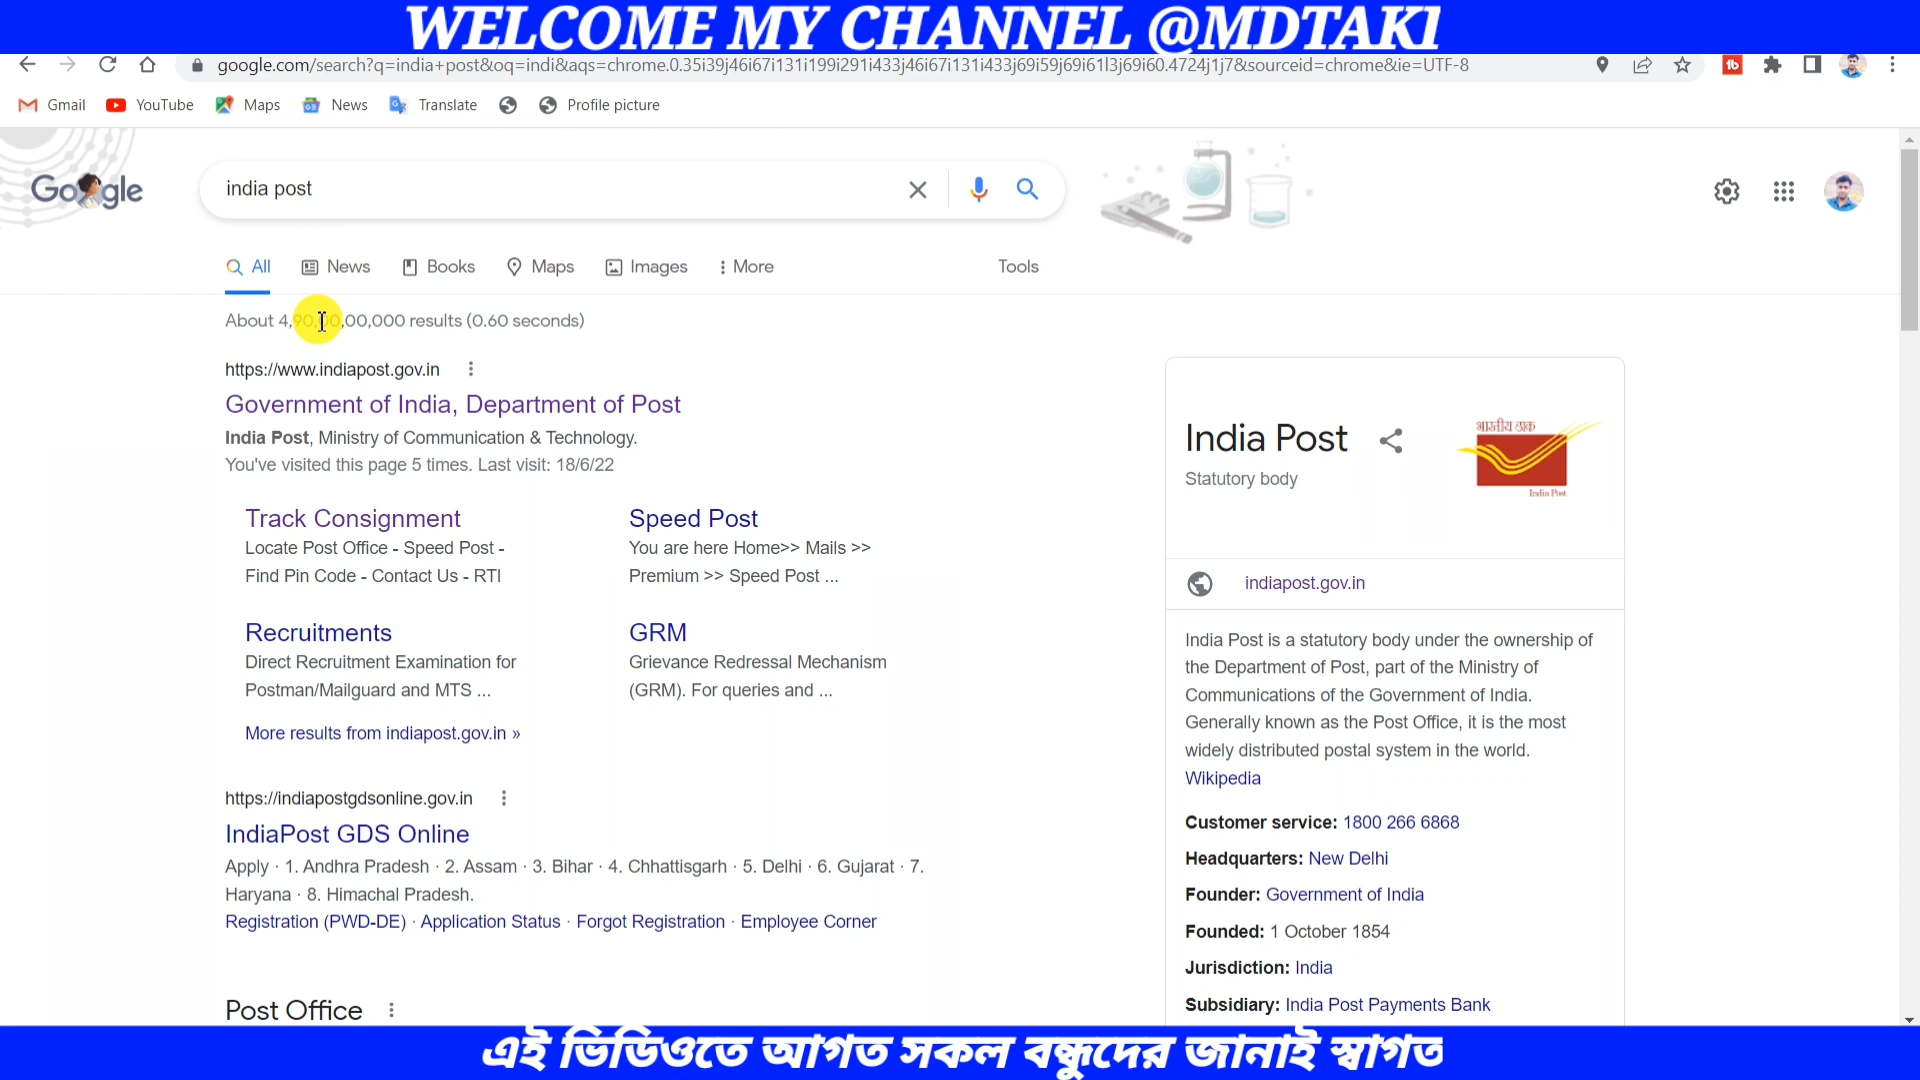 WELCOME MY CHANNEL @MDTAKI
google.com/search?q=india+post&oq=indi&aqs=chrome.0.35i39j46i67i131i199i291i433j46i67i131i433j69i59j69i61l3j69i60.4724j1j7&sourceid=chrome&ie=UTF-8
Gmail YouTube Maps News Translate Profile picture
Google
india post
All News Books Maps Images More Tools
About 4,90,00,00,000 results (0.60 seconds)
https://www.indiapost.gov.in
Government of India, Department of Post
India Post, Ministry of Communication & Technology.
You've visited this page 5 times. Last visit: 18/6/22
Track Consignment
Locate Post Office - Speed Post -
Find Pin Code - Contact Us - RTI
Speed Post
You are here Home>> Mails >>
Premium >> Speed Post ...
Recruitments
Direct Recruitment Examination for
Postman/Mailguard and MTS ...
GRM
Grievance Redressal Mechanism
(GRM). For queries and ...
More results from indiapost.gov.in »
https://indiapostgdsonline.gov.in
IndiaPost GDS Online
Apply · 1. Andhra Pradesh · 2. Assam · 3. Bihar · 4. Chhattisgarh · 5. Delhi · 6. Gujarat · 7.
Haryana · 8. Himachal Pradesh.
Registration (PWD-DE) · Application Status · Forgot Registration · Employee Corner
Post Office
India Post
Statutory body
भारतीय डाक
India Post
indiapost.gov.in
India Post is a statutory body under the ownership of
the Department of Post, part of the Ministry of
Communications of the Government of India.
Generally known as the Post Office, it is the most
widely distributed postal system in the world.
Wikipedia
Customer service: 1800 266 6868
Headquarters: New Delhi
Founder: Government of India
Founded: 1 October 1854
Jurisdiction: India
Subsidiary: India Post Payments Bank
এই ভিডিওতে আগত সকল বন্ধুদের জানাই স্বাগত